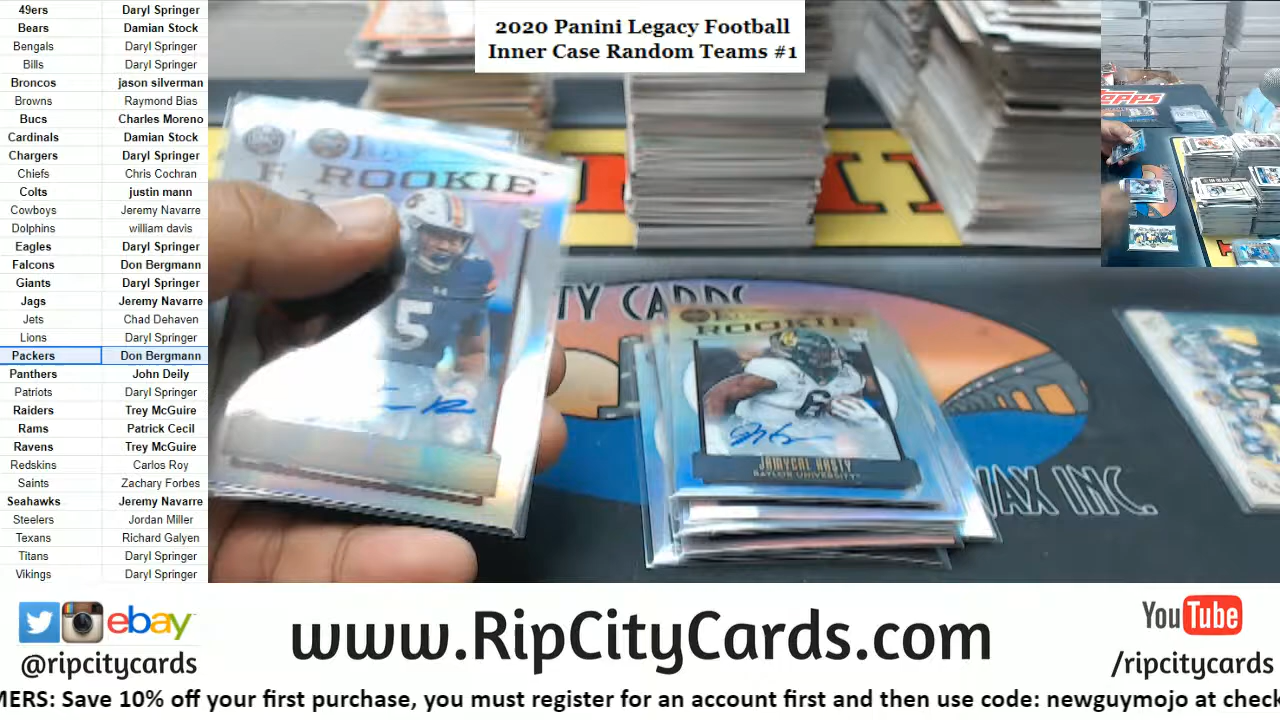 49ers Daryl Springer
Bears Damian Stock
Bengals Daryl Springer
Bills Daryl Springer
Broncos jason silverman
Browns Raymond Bias
Bucs Charles Moreno
Cardinals Damian Stock
Chargers Daryl Springer
Chiefs Chris Cochran
Colts justin mann
Cowboys Jeremy Navarre
Dolphins william davis
Eagles Daryl Springer
Falcons Don Bergmann
Giants Daryl Springer
Jags Jeremy Navarre
Jets Chad Dehaven
Lions Daryl Springer
Packers Don Bergmann
Panthers John Deily
Patriots Daryl Springer
Raiders Trey McGuire
Rams Patrick Cecil
Ravens Trey McGuire
Redskins Carlos Roy
Saints Zachary Forbes
Seahawks Jeremy Navarre
Steelers Jordan Miller
Texans Richard Galyen
Titans Daryl Springer
Vikings Daryl Springer
2020 Panini Legacy Football
Inner Case Random Teams #1
ROOKIE
5
ITY CARDS
ROOKIE
6
JAMYCAL HASTY
BAYLOR UNIVERSITY
WAX INC.
ebay
@ripcitycards
www.RipCityCards.com
YouTube
/ripcitycards
MERS: Save 10% off your first purchase, you must register for an account first and then use code: newguymojo at check